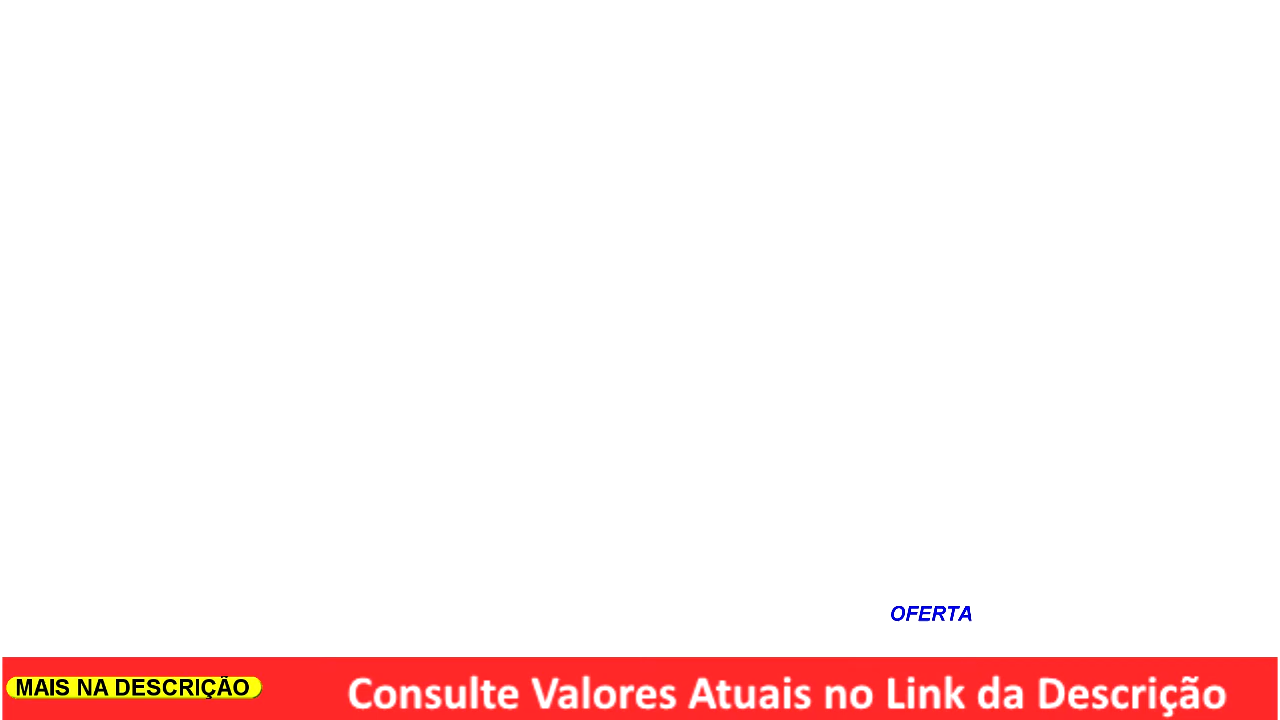 OFERTA
MAIS NA DESCRIÇÃO
Consulte Valores Atuais no Link da Descrição